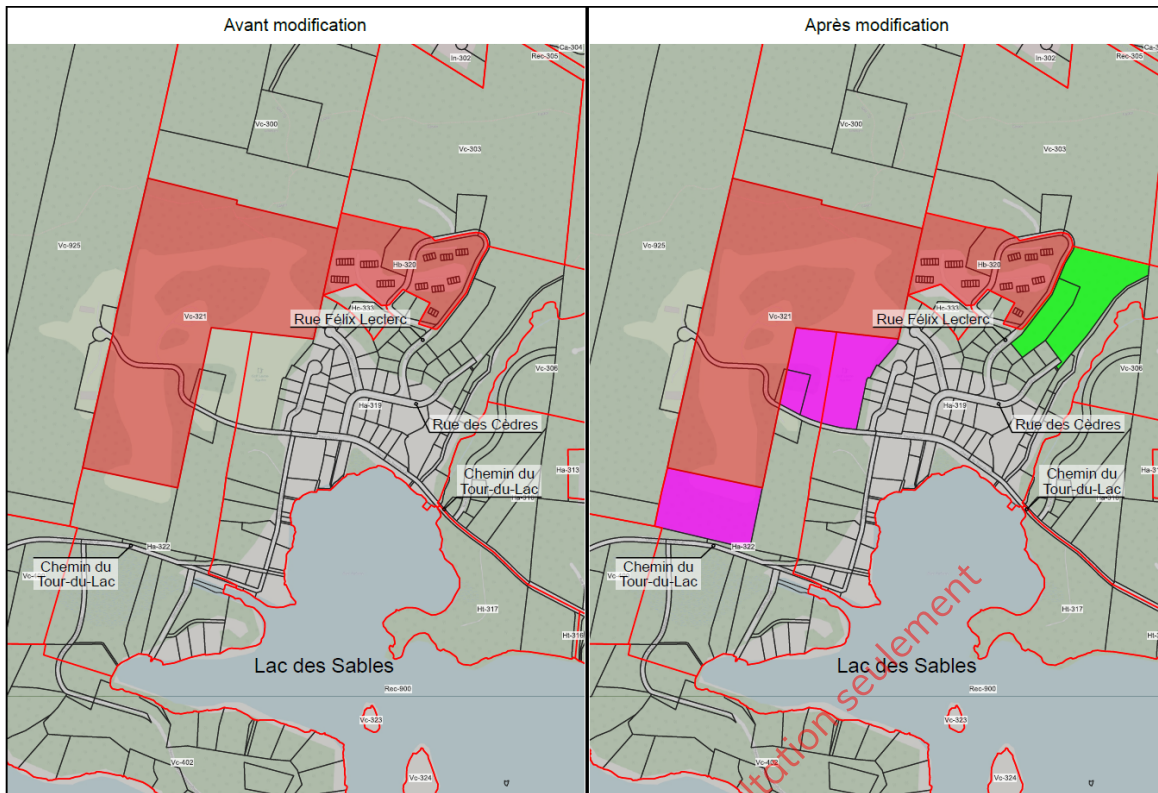 Avant modification
Ca-304
In-302
Rec-305
Vc-300
Vc-303
Vc-925
Hb-320
Vc-321
Hc-333
Rue Félix Leclerc
Vc-306
Ha-319
Rue des Cèdres
Chemin du
Tour-du-Lac
Ha-313
Ha-322
Chemin du
Tour-du-Lac
Ht-317
Lac des Sables
Rec-900
Vc-323
Vc-402
Vc-324
Après modification
In-302
Rec-305
Vc-300
Vc-303
Vc-925
Hb-320
Vc-321
Rue Félix Leclerc
Vc-306
Ha-319
Rue des Cèdres
Chemin du
Tour-du-Lac
Ha-313
Ha-322
Chemin du
Tour-du-Lac
Ht-317
Lac des Sables
Rec-900
Vc-323
Vc-402
Vc-324
ltation seulement